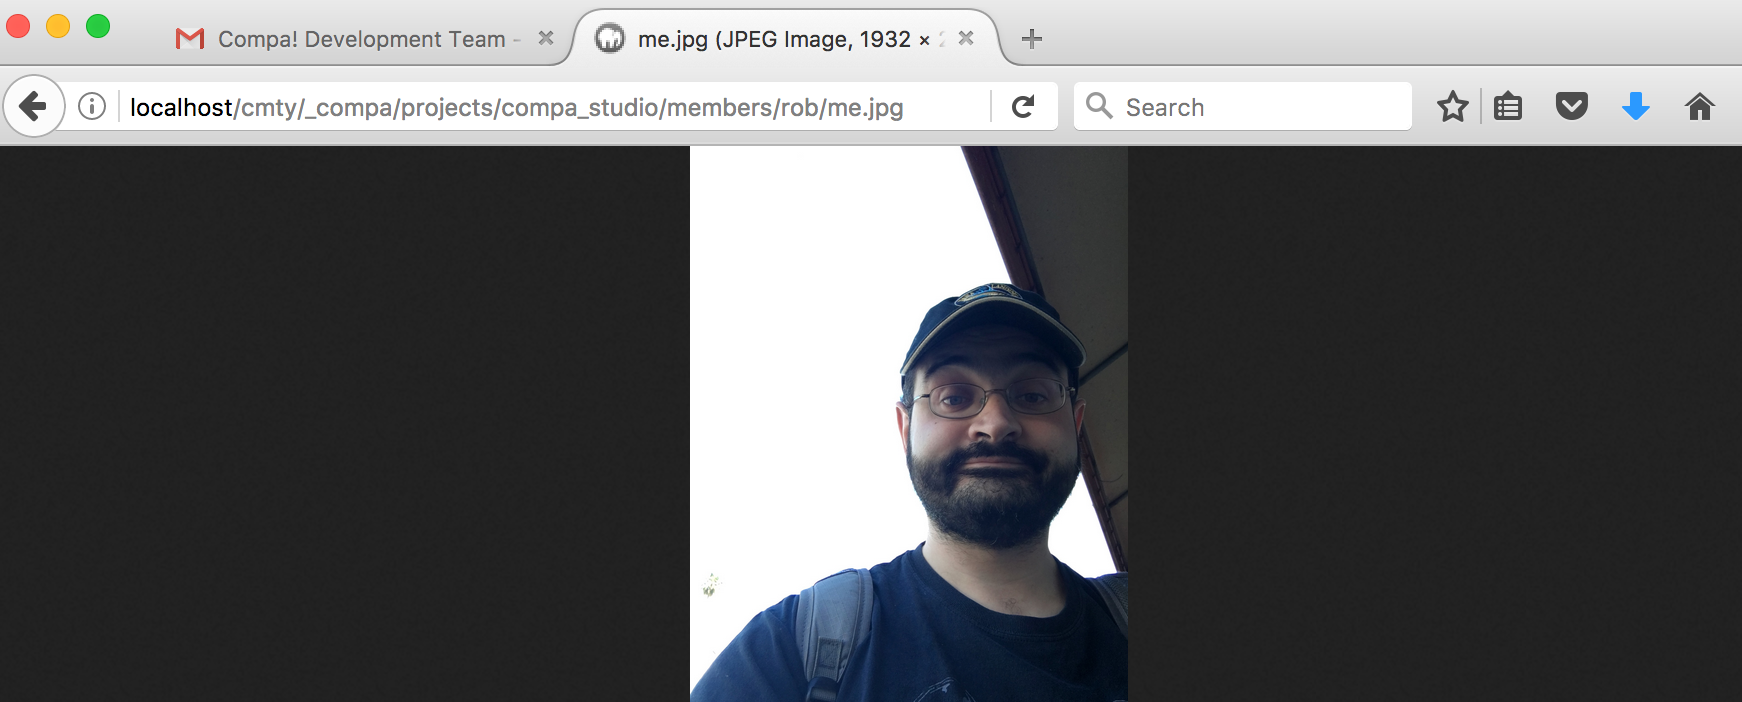 Compa! Development Team -
me.jpg (JPEG Image, 1932 ×
localhost/cmty/_compa/projects/compa_studio/members/rob/me.jpg
Search